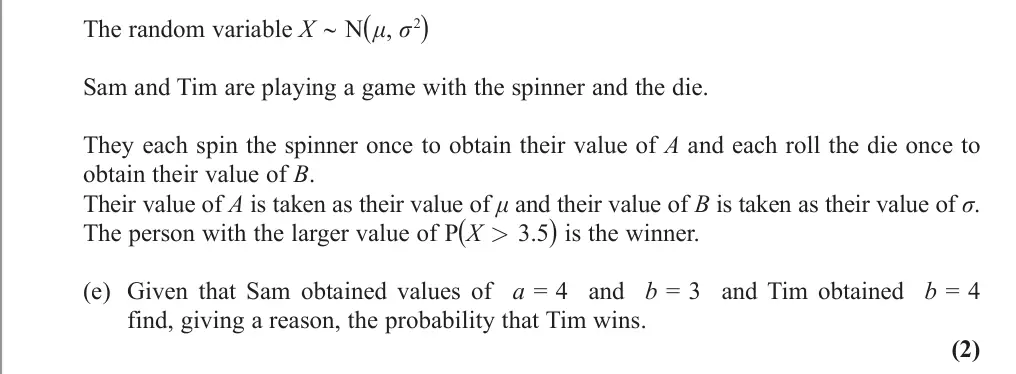 The random variable X ~ N(μ, σ²)
Sam and Tim are playing a game with the spinner and the die.
They each spin the spinner once to obtain their value of A and each roll the die once to
obtain their value of B.
Their value of A is taken as their value of μ and their value of B is taken as their value of σ.
The person with the larger value of P(X > 3.5) is the winner.
(e) Given that Sam obtained values of a = 4 and b = 3 and Tim obtained b = 4
find, giving a reason, the probability that Tim wins.
(2)